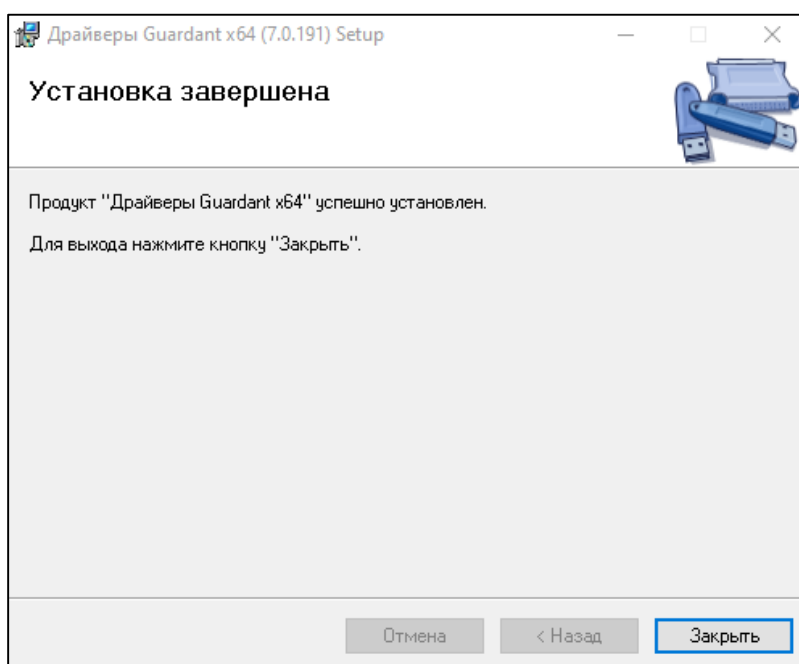 Драйверы Guardant x64 (7.0.191) Setup
Установка завершена
Продукт "Драйверы Guardant x64" успешно установлен.
Для выхода нажмите кнопку "Закрыть".
Отмена
< Назад
Закрыть